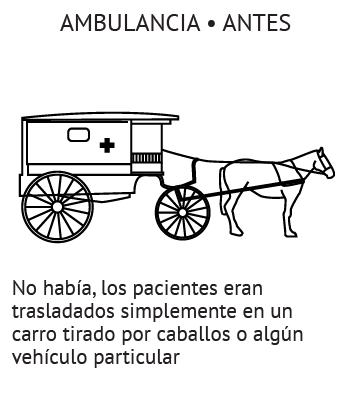 AMBULANCIA • ANTES
No había, los pacientes eran
trasladados simplemente en un
carro tirado por caballos o algún
vehículo particular